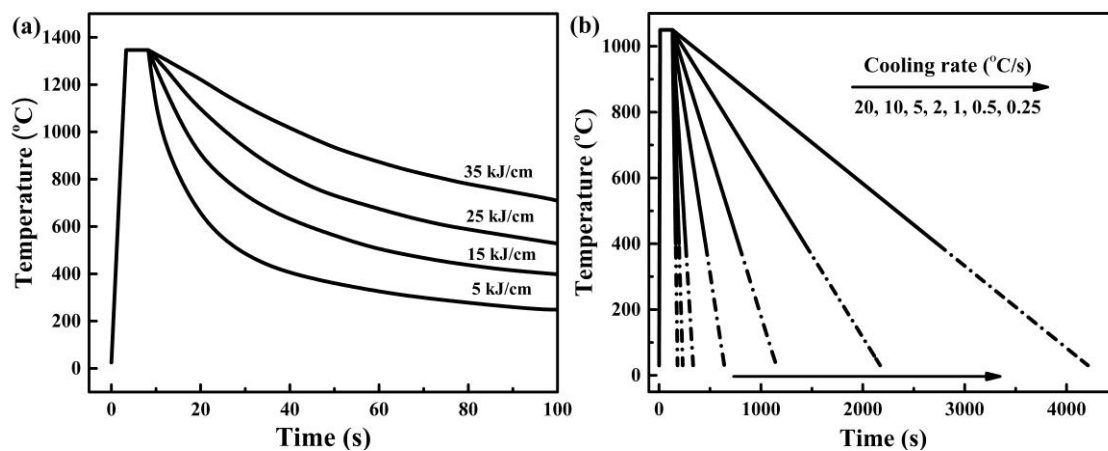 (a)
1400
1200
1000
800
600
400
200
0
Temperature (°C)
35 kJ/cm
25 kJ/cm
15 kJ/cm
5 kJ/cm
0 20 40 60 80 100
Time (s)
(b)
1000
800
600
400
200
0
Temperature (°C)
Cooling rate (°C/s)
20, 10, 5, 2, 1, 0.5, 0.25
0 1000 2000 3000 4000
Time (s)